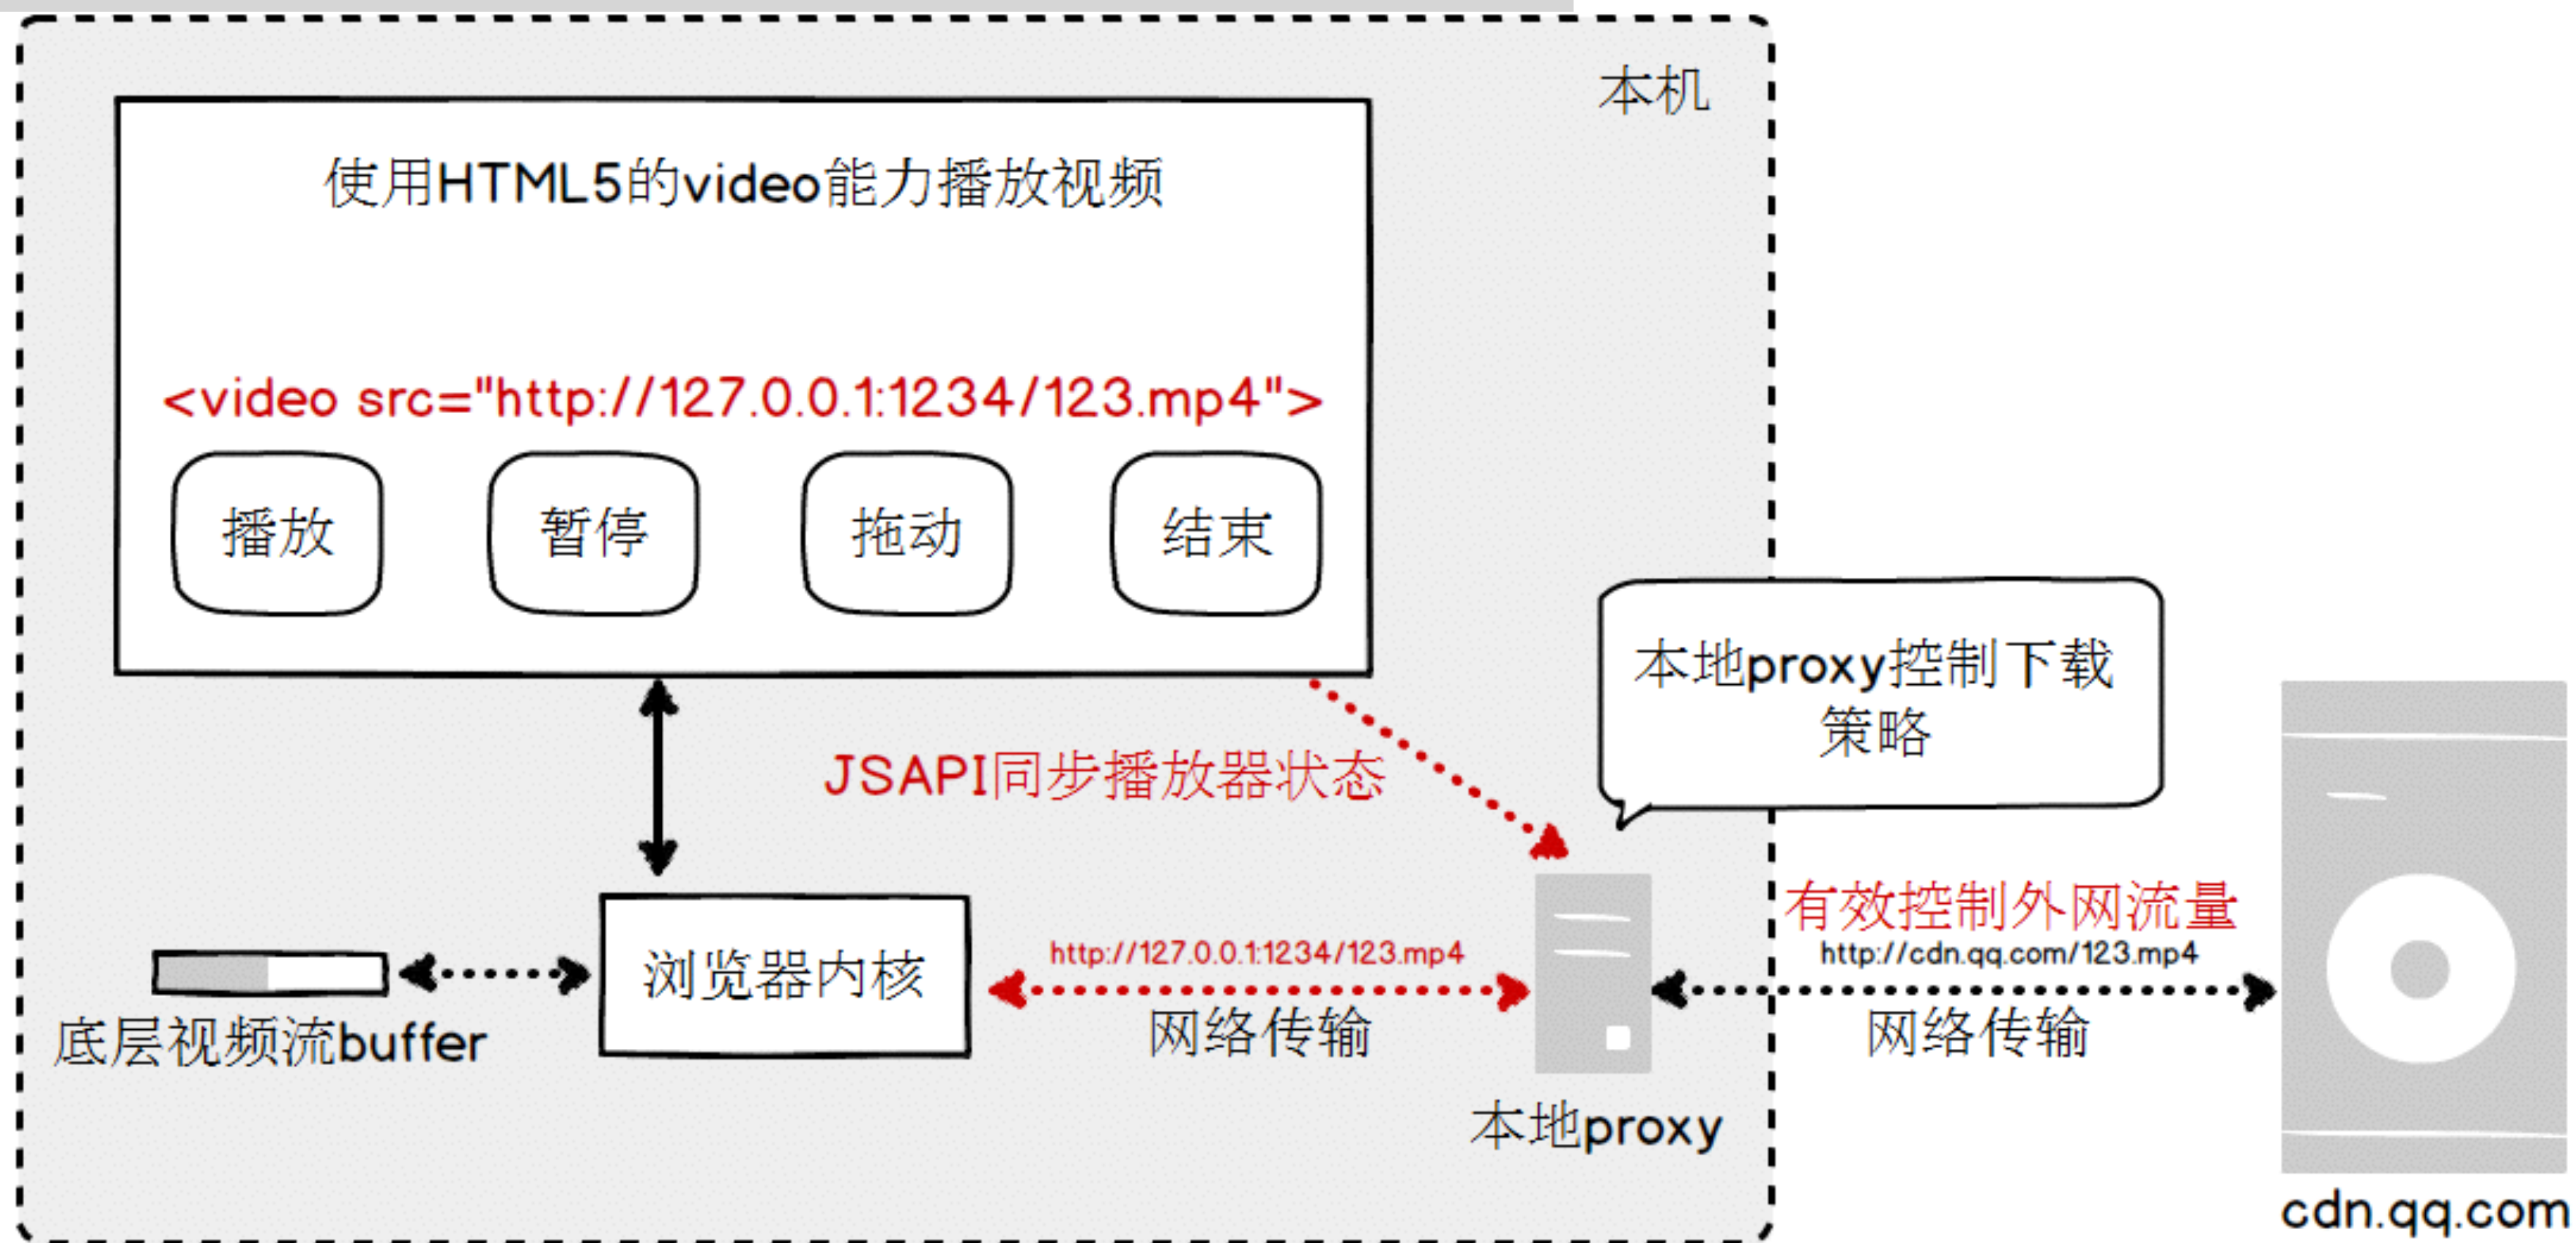 本机
使用HTML5的video能力播放视频
<video src="http://127.0.0.1:1234/123.mp4">
播放
暂停
拖动
结束
本地proxy控制下载
策略
JSAPI同步播放器状态
有效控制外网流量
http://127.0.0.1:1234/123.mp4
http://cdn.qq.com/123.mp4
浏览器内核
网络传输
网络传输
底层视频流buffer
本地proxy
cdn.qq.com